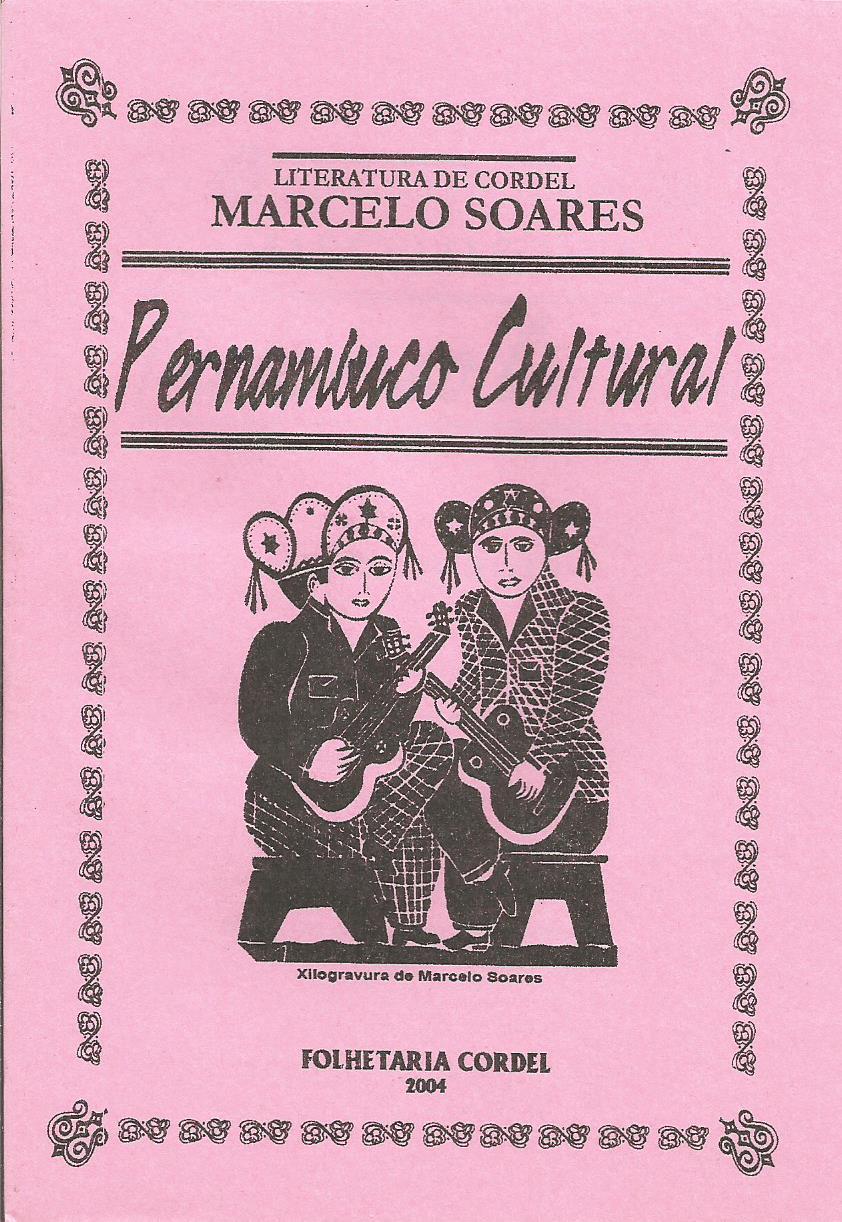 LITERATURA DE CORDEL
MARCELO SOARES
Pernambuco Cultural
Xilogravura de Marcelo Soares
FOLHETARIA CORDEL
2004